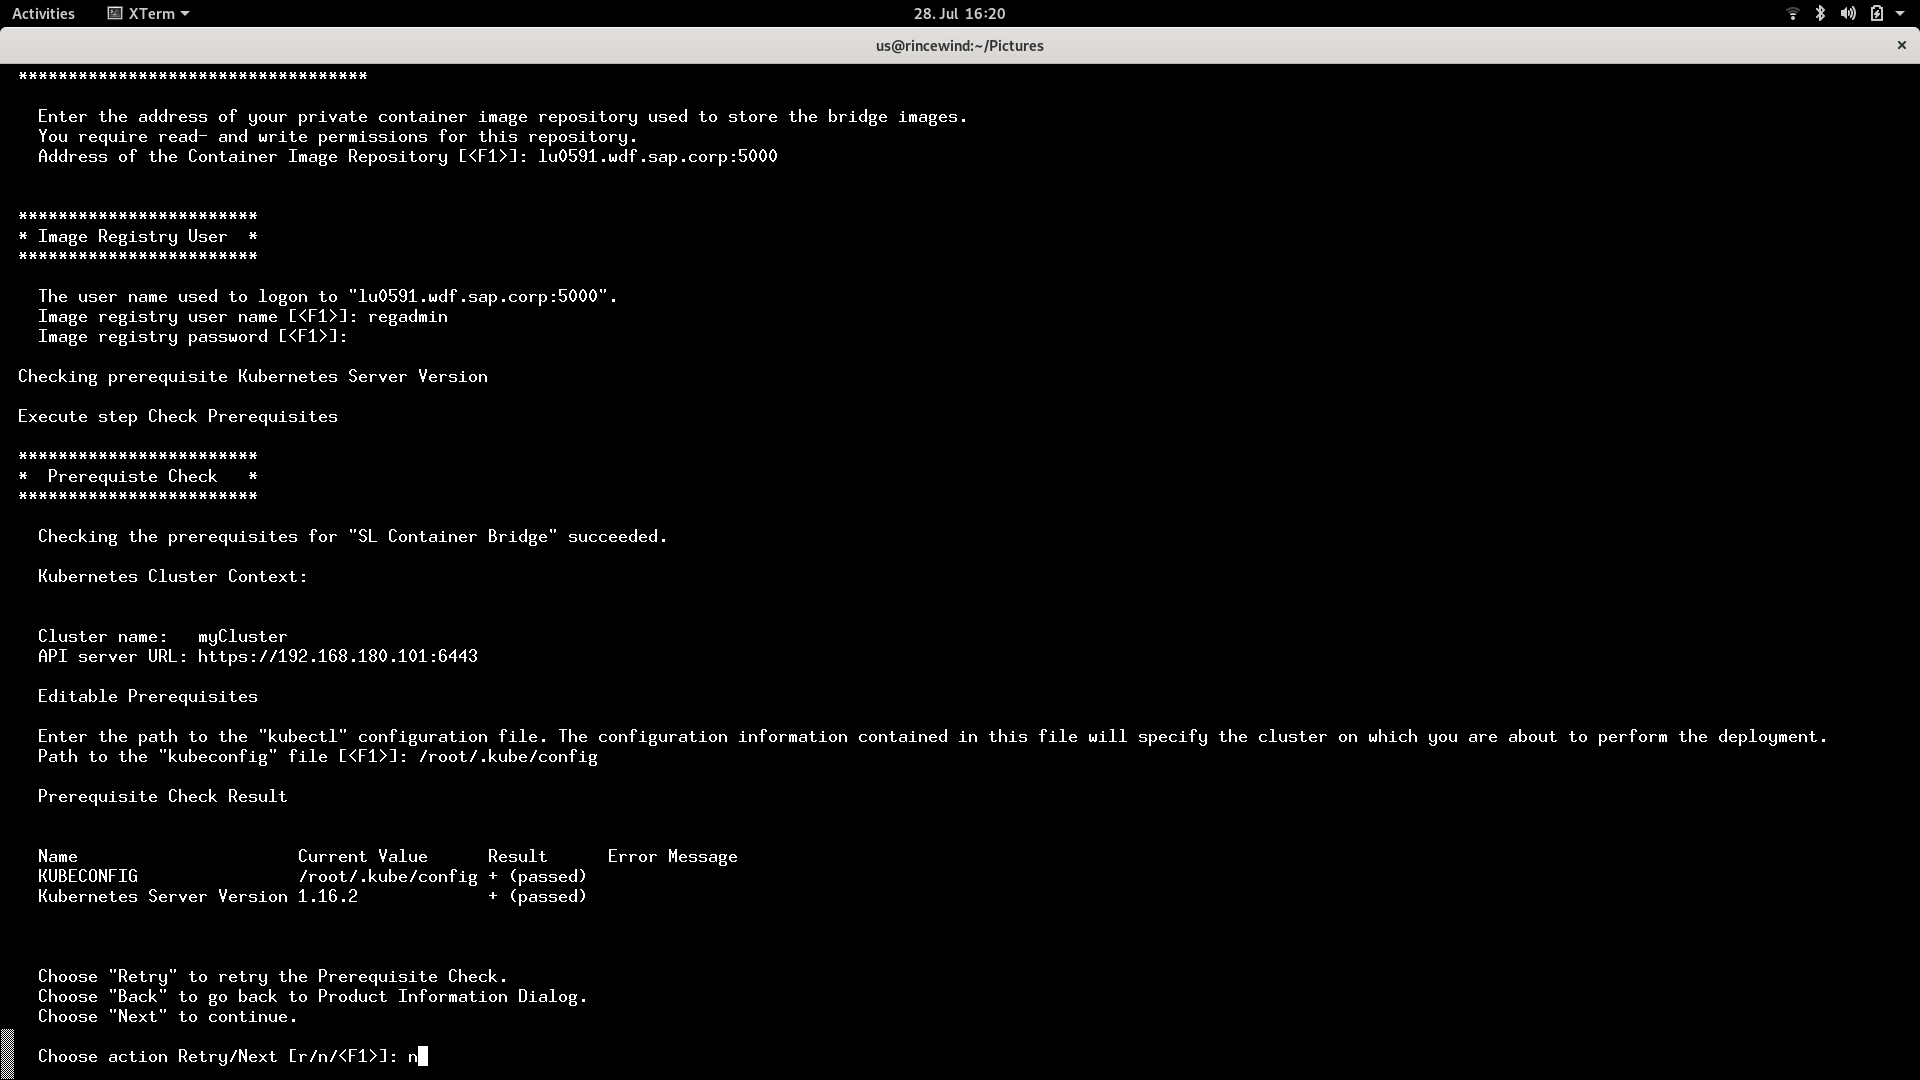 Activities XTerm 28. Jul 16:20
us@rincewind:~/Pictures ×
***********************************
Enter the address of your private container image repository used to store the bridge images.
You require read- and write permissions for this repository.
Address of the Container Image Repository [<F1>]: lu0591.wdf.sap.corp:5000
************************
* Image Registry User  *
************************
The user name used to logon to "lu0591.wdf.sap.corp:5000".
Image registry user name [<F1>]: regadmin
Image registry password [<F1>]:
Checking prerequisite Kubernetes Server Version
Execute step Check Prerequisites
************************
*  Prerequiste Check   *
************************
Checking the prerequisites for "SL Container Bridge" succeeded.
Kubernetes Cluster Context:
Cluster name:   myCluster
API server URL: https://192.168.180.101:6443
Editable Prerequisites
Enter the path to the "kubectl" configuration file. The configuration information contained in this file will specify the cluster on which you are about to perform the deployment.
Path to the "kubeconfig" file [<F1>]: /root/.kube/config
Prerequisite Check Result
Name                      Current Value      Result      Error Message
KUBECONFIG                /root/.kube/config + (passed)
Kubernetes Server Version 1.16.2             + (passed)
Choose "Retry" to retry the Prerequisite Check.
Choose "Back" to go back to Product Information Dialog.
Choose "Next" to continue.
Choose action Retry/Next [r/n/<F1>]: n